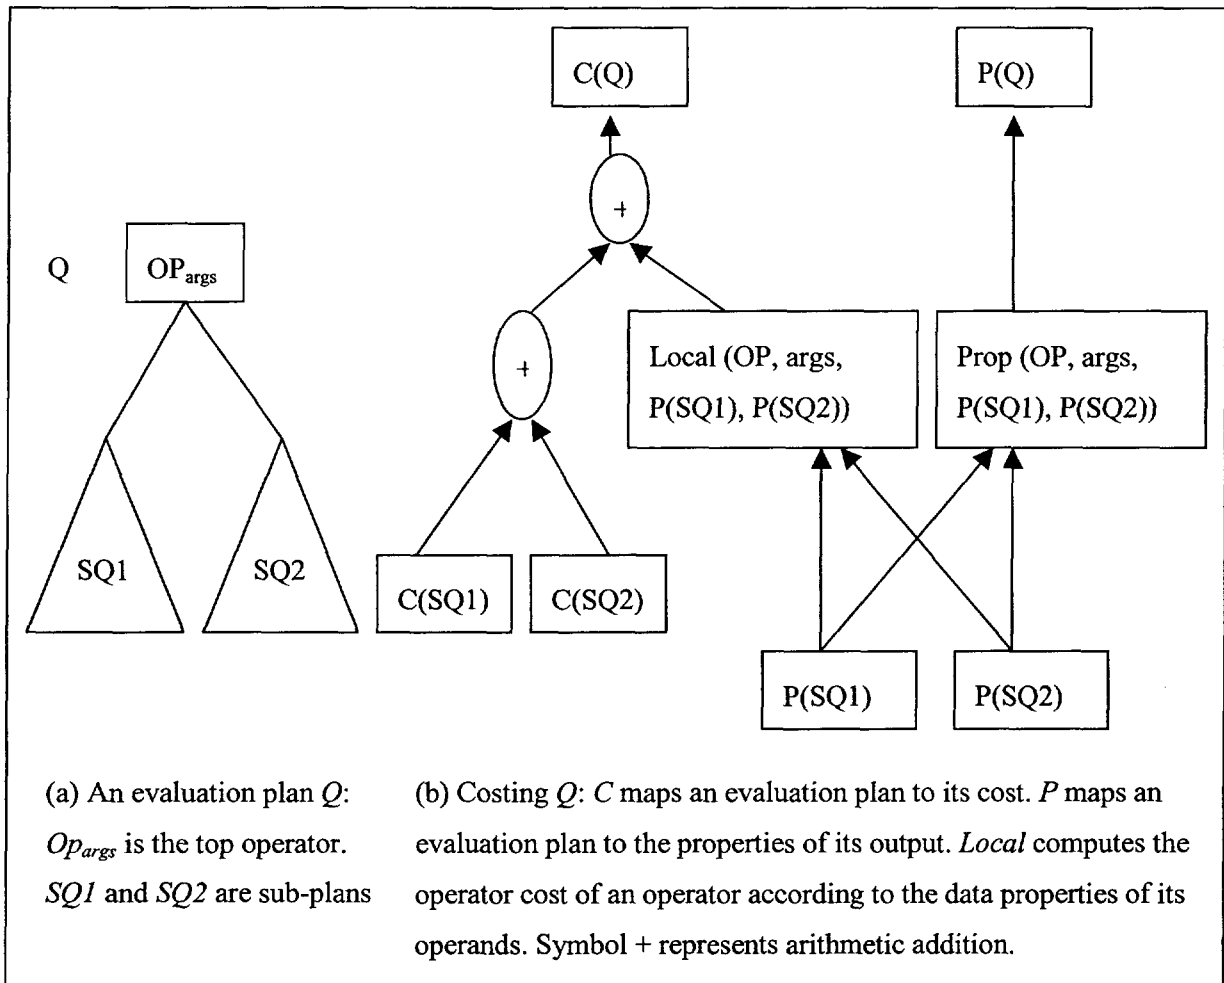 C(Q)
P(Q)
+
Q
OP_args
+
Local (OP, args,
P(SQ1), P(SQ2))
Prop (OP, args,
P(SQ1), P(SQ2))
SQ1
SQ2
C(SQ1)
C(SQ2)
P(SQ1)
P(SQ2)
(a) An evaluation plan Q:
Op_args is the top operator.
SQ1 and SQ2 are sub-plans
(b) Costing Q: C maps an evaluation plan to its cost. P maps an
evaluation plan to the properties of its output. Local computes the
operator cost of an operator according to the data properties of its
operands. Symbol + represents arithmetic addition.